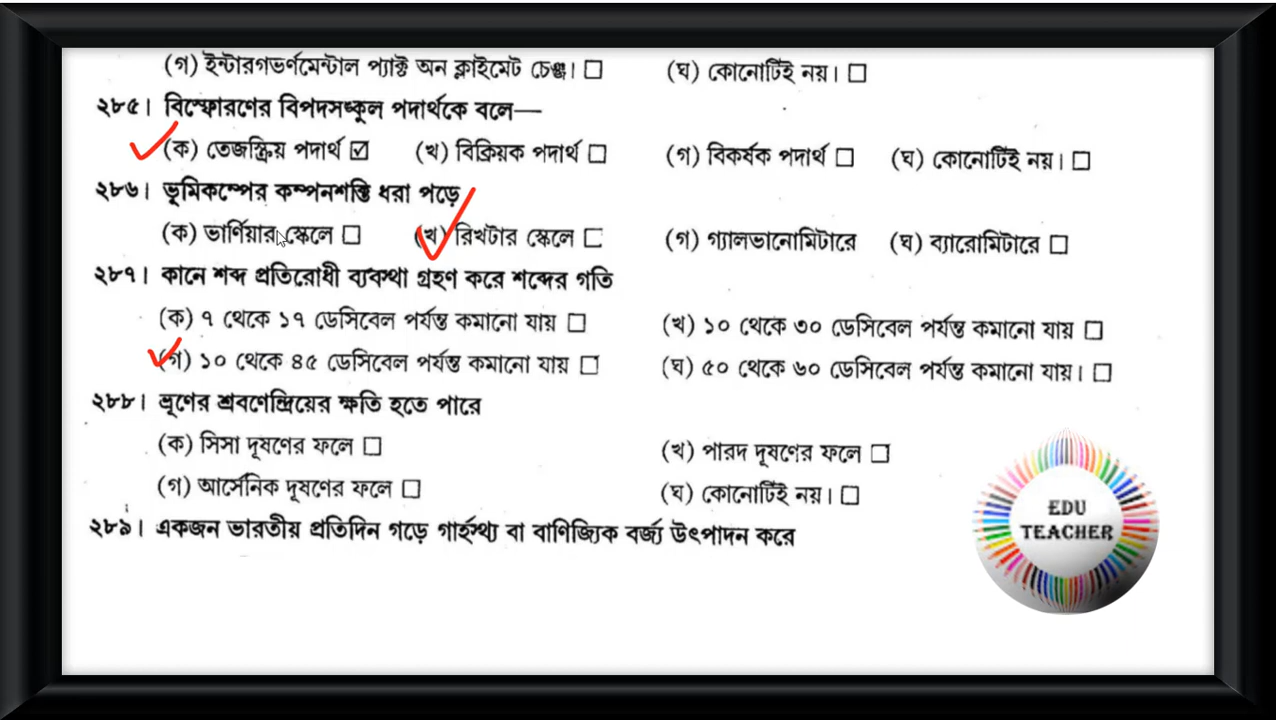 (গ) ইন্টারগভর্ণমেন্টাল প্যাক্ট অন ক্লাইমেট চেঞ্জ। (ঘ) কোনোটিই নয়।
২৮৫। বিস্ফোরণের বিপদসঙ্কুল পদার্থকে বলে—
(ক) তেজস্ক্রিয় পদার্থ (খ) বিক্রিয়ক পদার্থ (গ) বিকর্ষক পদার্থ (ঘ) কোনোটিই নয়।
২৮৬। ভূমিকম্পের কম্পনশক্তি ধরা পড়ে
(ক) ভার্ণিয়ার স্কেলে (খ) রিখটার স্কেলে (গ) গ্যালভানোমিটারে (ঘ) ব্যারোমিটারে
২৮৭। কানে শব্দ প্রতিরোধী ব্যবস্থা গ্রহণ করে শব্দের গতি
(ক) ৭ থেকে ১৭ ডেসিবেল পর্যন্ত কমানো যায় (খ) ১০ থেকে ৩০ ডেসিবেল পর্যন্ত কমানো যায়
(গ) ১০ থেকে ৪৫ ডেসিবেল পর্যন্ত কমানো যায় (ঘ) ৫০ থেকে ৬০ ডেসিবেল পর্যন্ত কমানো যায়।
২৮৮। ভ্রূণের শ্রবণেন্দ্রিয়ের ক্ষতি হতে পারে
(ক) সিসা দূষণের ফলে (খ) পারদ দূষণের ফলে
(গ) আর্সেনিক দূষণের ফলে (ঘ) কোনোটিই নয়।
২৮৯। একজন ভারতীয় প্রতিদিন গড়ে গার্হস্থ্য বা বাণিজ্যিক বর্জ্য উৎপাদন করে
EDU
TEACHER